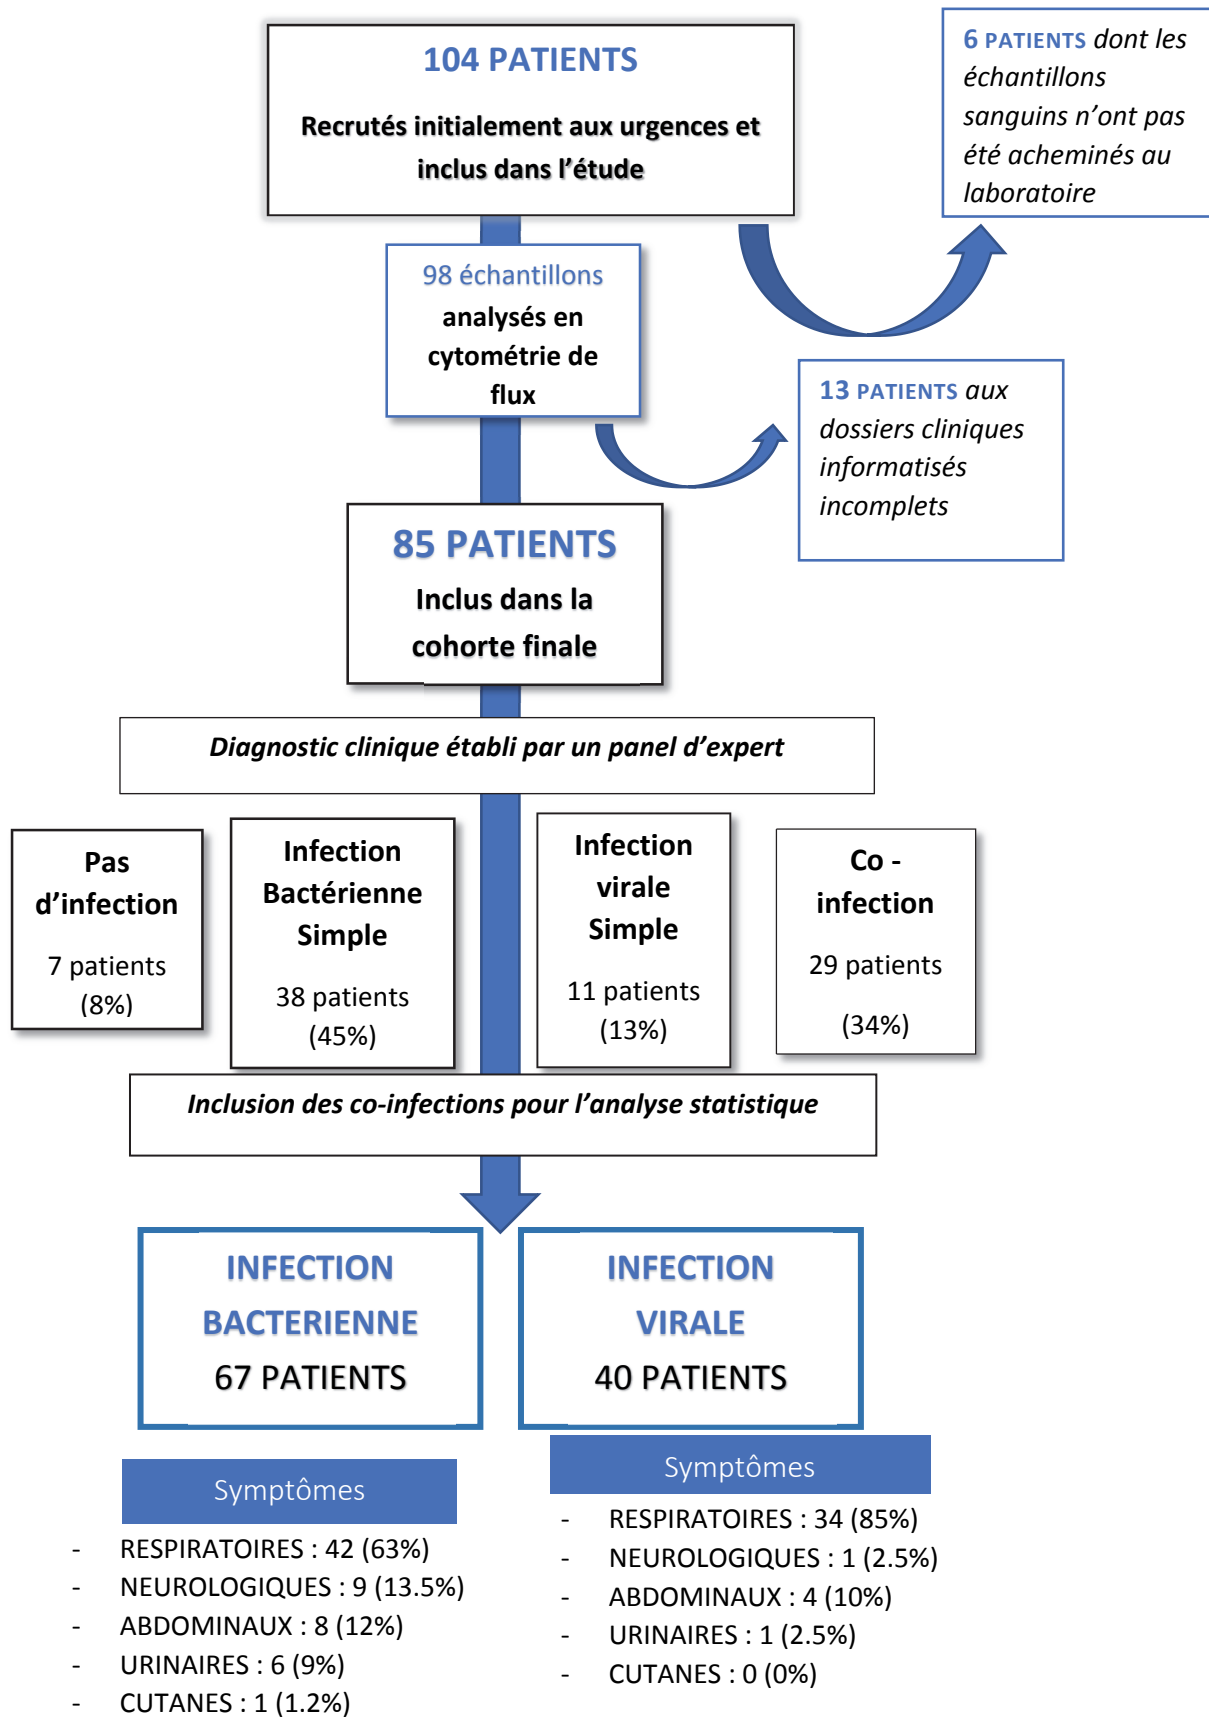 104 PATIENTS
Recrutés initialement aux urgences et
inclus dans l’étude
6 PATIENTS dont les
échantillons
sanguins n’ont pas
été acheminés au
laboratoire
98 échantillons
analysés en
cytométrie de
flux
13 PATIENTS aux
dossiers cliniques
informatisés
incomplets
85 PATIENTS
Inclus dans la
cohorte finale
Diagnostic clinique établi par un panel d’expert
Pas
d’infection
7 patients
(8%)
Infection
Bactérienne
Simple
38 patients
(45%)
Infection
virale
Simple
11 patients
(13%)
Co -
infection
29 patients
(34%)
Inclusion des co-infections pour l’analyse statistique
INFECTION
BACTERIENNE
67 PATIENTS
INFECTION
VIRALE
40 PATIENTS
Symptômes
- RESPIRATOIRES : 42 (63%)
- NEUROLOGIQUES : 9 (13.5%)
- ABDOMINAUX : 8 (12%)
- URINAIRES : 6 (9%)
- CUTANES : 1 (1.2%)
Symptômes
- RESPIRATOIRES : 34 (85%)
- NEUROLOGIQUES : 1 (2.5%)
- ABDOMINAUX : 4 (10%)
- URINAIRES : 1 (2.5%)
- CUTANES : 0 (0%)